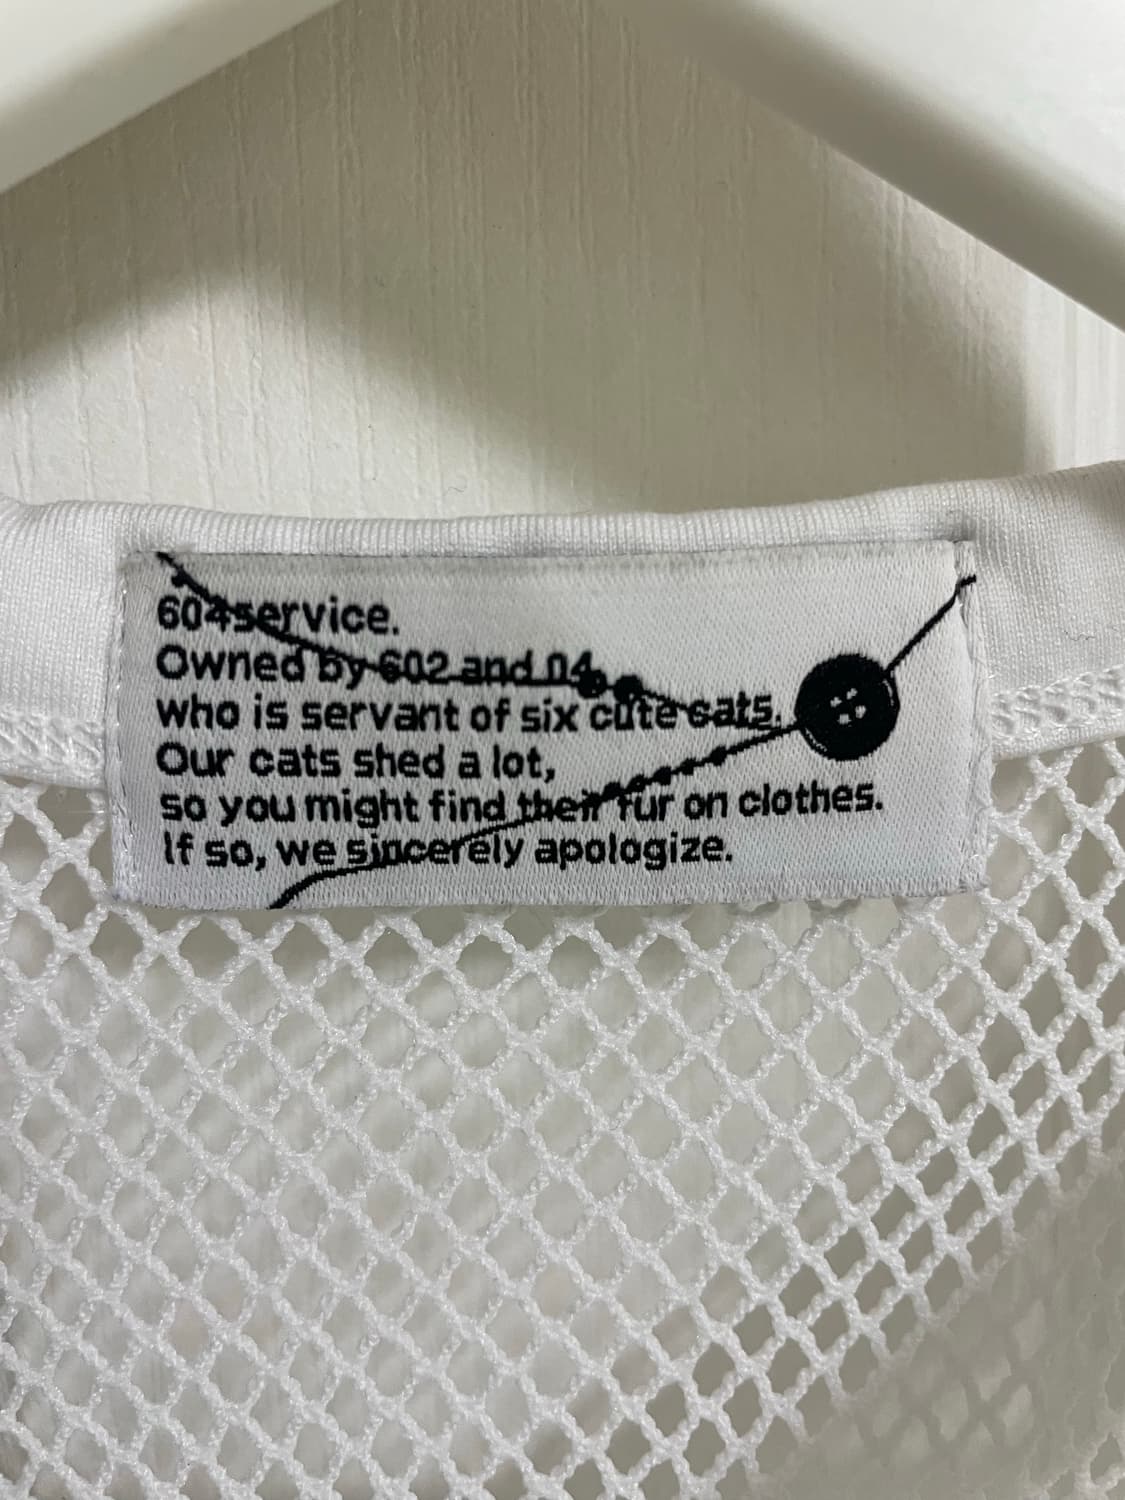 604service.
Owned by 602 and 04,
who is servant of six cute cats.
Our cats shed a lot,
so you might find their fur on clothes.
If so, we sincerely apologize.